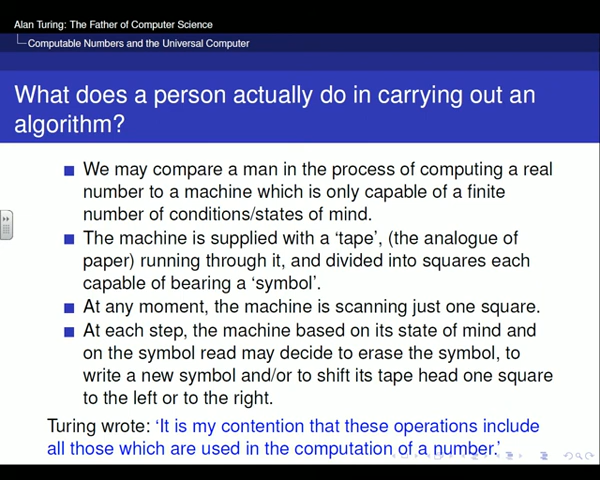 Alan Turing: The Father of Computer Science
Computable Numbers and the Universal Computer
What does a person actually do in carrying out an
algorithm?
We may compare a man in the process of computing a real
number to a machine which is only capable of a finite
number of conditions/states of mind.
The machine is supplied with a ‘tape’, (the analogue of
paper) running through it, and divided into squares each
capable of bearing a ‘symbol’.
At any moment, the machine is scanning just one square.
At each step, the machine based on its state of mind and
on the symbol read may decide to erase the symbol, to
write a new symbol and/or to shift its tape head one square
to the left or to the right.
Turing wrote: ‘It is my contention that these operations include
all those which are used in the computation of a number.’